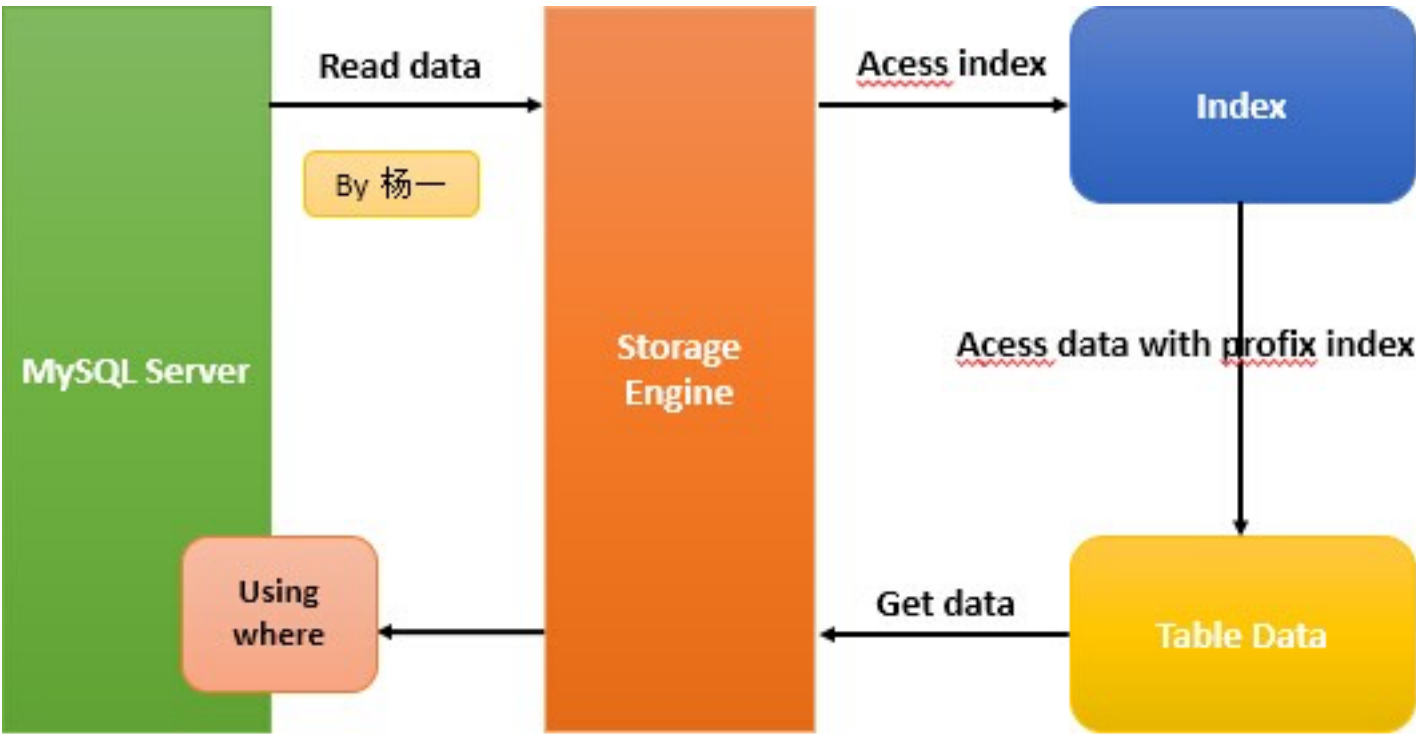 Read data
Acess index
Index
By 杨一
MySQL Server
Storage
Engine
Acess data with profix index
Using
where
Get data
Table Data